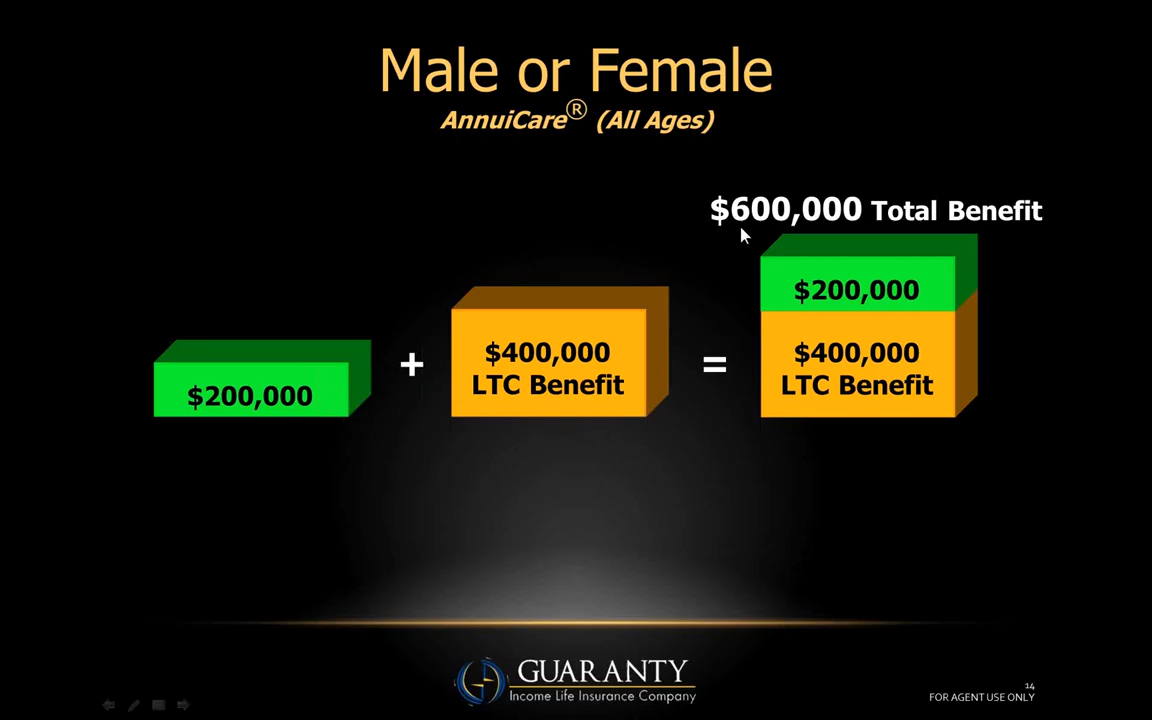 Male or Female
AnnuiCare® (All Ages)
$600,000 Total Benefit
$200,000
+
$400,000
LTC Benefit
=
$200,000
$400,000
LTC Benefit
GUARANTY
Income Life Insurance Company
14
FOR AGENT USE ONLY